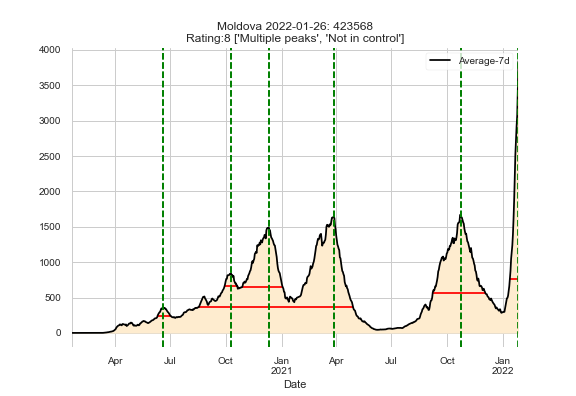 Moldova 2022-01-26: 423568
Rating:8 ['Multiple peaks', 'Not in control']
Average-7d
4000
3500
3000
2500
2000
1500
1000
500
0
Apr Jul Oct Jan Apr Jul Oct Jan
2021 2022
Date